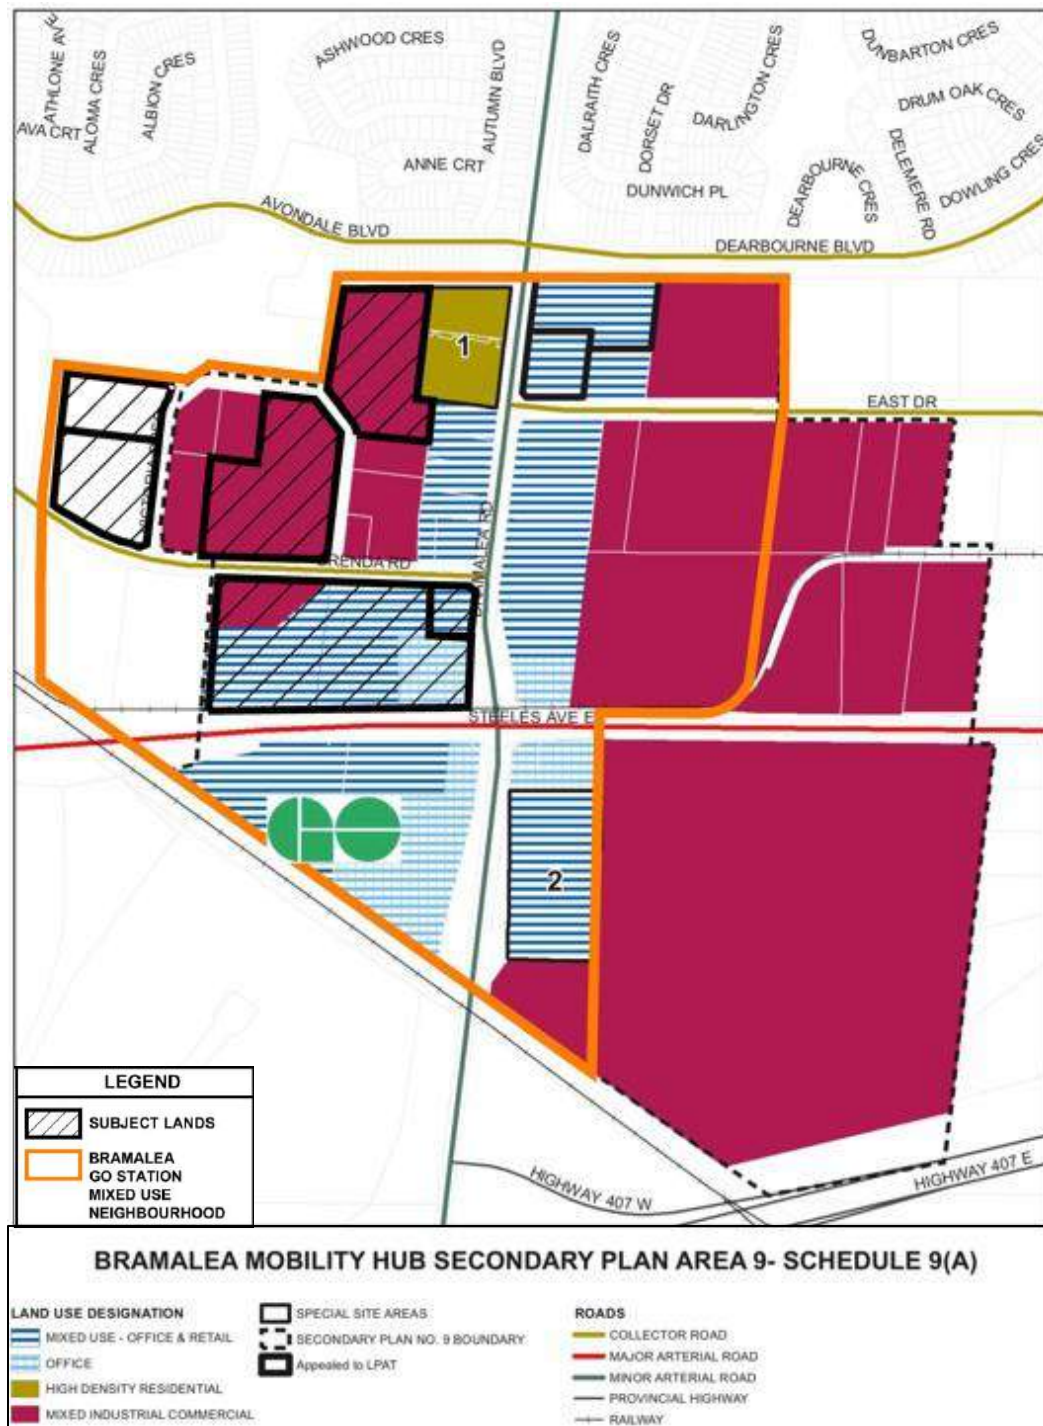 ATHLONE AV
ALOMA CRES
AVA CRT
ALBION CRES
ASHWOOD CRES
AUTUMN BLVD
ANNE CRT
DALRAITH CRES
DORSET DR
DARLINGTON CRES
DUNWICH PL
DUNBARTON CRES
DRUM OAK CRES
DEARBOURNE CRES
DELEMERE RD
DOWLING CRES
AVONDALE BLVD
DEARBOURNE BLVD
1
EAST DR
BRAMALEA RD
RENDA RD
STEELES AVE E
GO
2
HIGHWAY 407 W
HIGHWAY 407 E
LEGEND
SUBJECT LANDS
BRAMALEA
GO STATION
MIXED USE
NEIGHBOURHOOD
BRAMALEA MOBILITY HUB SECONDARY PLAN AREA 9- SCHEDULE 9(A)
LAND USE DESIGNATION
MIXED USE - OFFICE & RETAIL
OFFICE
HIGH DENSITY RESIDENTIAL
MIXED INDUSTRIAL COMMERCIAL
SPECIAL SITE AREAS
SECONDARY PLAN NO. 9 BOUNDARY
Appealed to LPAT
ROADS
COLLECTOR ROAD
MAJOR ARTERIAL ROAD
MINOR ARTERIAL ROAD
PROVINCIAL HIGHWAY
RAILWAY